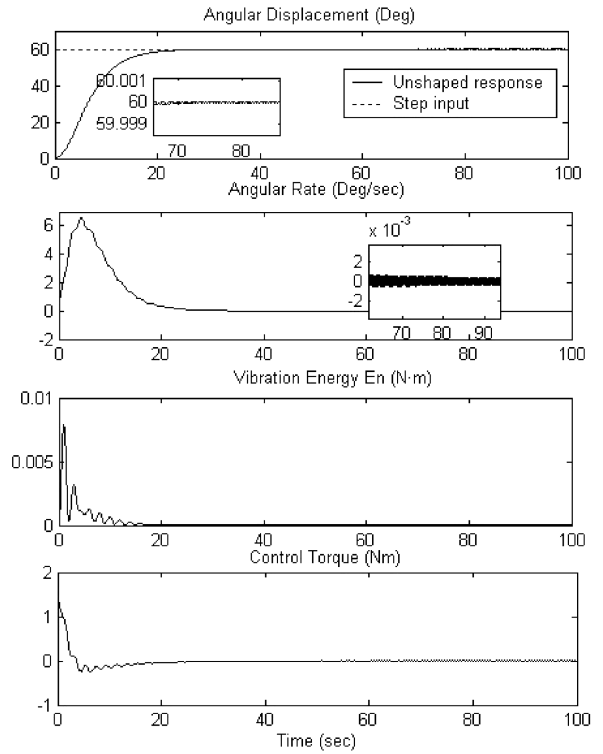 Angular Displacement (Deg)
80
60
40
20
0
60.001
60
59.999
70 80
Unshaped response
Step input
0 20 40 60 80 100
Angular Rate (Deg/sec)
6
4
2
0
-2
x 10^-3
2
0
-2
70 80 90
0 20 40 60 80 100
Vibration Energy En (N·m)
0.01
0.005
0
0 20 40 60 80 100
Control Torque (Nm)
2
1
0
-1
0 20 40 60 80 100
Time (sec)